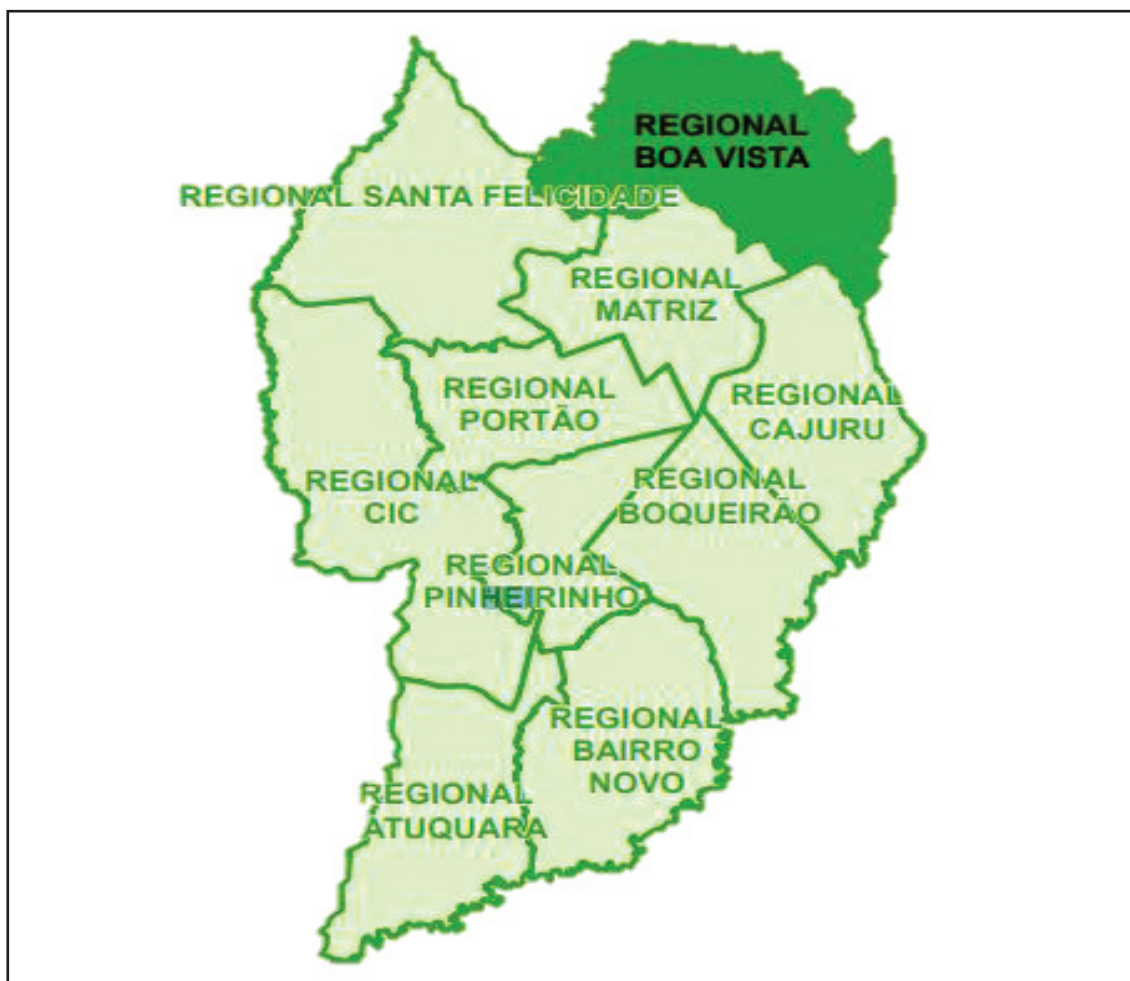 REGIONAL
BOA VISTA
REGIONAL SANTA FELICIDADE
REGIONAL
MATRIZ
REGIONAL
PORTÃO
REGIONAL
CAJURU
REGIONAL
CIC
REGIONAL
BOQUEIRÃO
REGIONAL
PINHEIRINHO
REGIONAL
BAIRRO
NOVO
REGIONAL
ATUQUARA